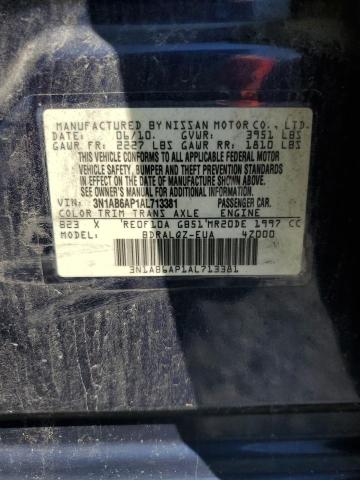 MANUFACTURED BY NISSAN MOTOR CO., LTD.
DATE: 06/10. GVWR: 3951 LBS
GAWR FR: 2227 LBS GAWR RR: 1810 LBS
THIS VEHICLE CONFORMS TO ALL APPLICABLE FEDERAL MOTOR
VEHICLE SAFETY, BUMPER AND THEFT PREVENTION
STANDARDS IN EFFECT ON THE DATE OF MANUFACTURE SHOWN ABOVE.
SEE OWNER'S MANUAL FOR ADDITIONAL INFORMATION.
VIN: 3N1AB6AP1AL713381 PASSENGER CAR.
COLOR TRIM TRANS AXLE ENGINE
B23 X RE0F10A GB51 MR20DE 1997 CC
MODEL: BDRALQZ-EUA 4Z000
3N1AB6AP1AL713381